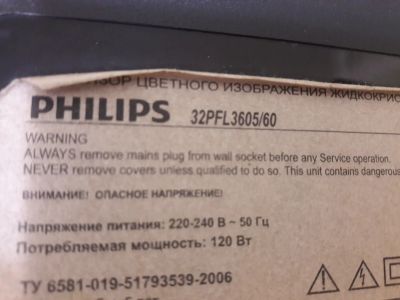 ЦВЕТНОГО ИЗОБРАЖЕНИЯ
PHILIPS 32PFL3605/60
WARNING
ALWAYS remove mains plug from wall socket before any Service operation.
NEVER remove covers unless qualified to do so. This unit contains dangerous
ВНИМАНИЕ! ОПАСНОЕ НАПРЯЖЕНИЕ!
Напряжение питания: 220-240 В ~ 50 Гц
Потребляемая мощность: 120 Вт
ТУ 6581-019-51793539-2006